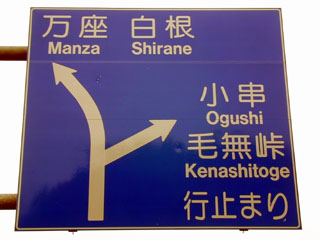 万座 白根
Manza Shirane
小串
Ogushi
毛無峠
Kenashitoge
行止まり